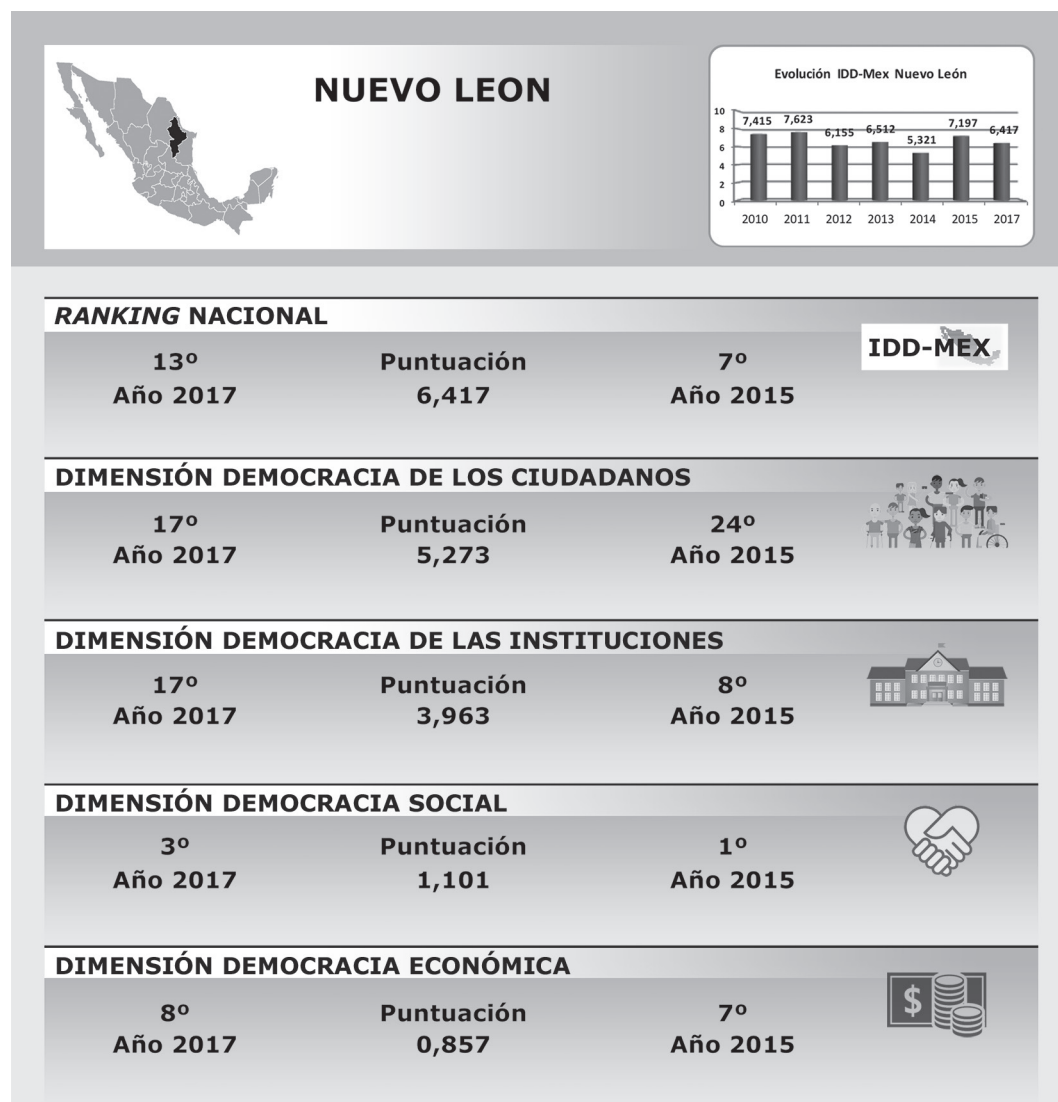 NUEVO LEON
Evolución IDD-Mex Nuevo León
10
8
6
4
2
0
7,415 7,623 6,155 6,512 5,321 7,197 6,417
2010 2011 2012 2013 2014 2015 2017
RANKING NACIONAL
IDD-MEX
13º Puntuación 7º
Año 2017 6,417 Año 2015
DIMENSIÓN DEMOCRACIA DE LOS CIUDADANOS
17º Puntuación 24º
Año 2017 5,273 Año 2015
DIMENSIÓN DEMOCRACIA DE LAS INSTITUCIONES
17º Puntuación 8º
Año 2017 3,963 Año 2015
DIMENSIÓN DEMOCRACIA SOCIAL
3º Puntuación 1º
Año 2017 1,101 Año 2015
DIMENSIÓN DEMOCRACIA ECONÓMICA
$
8º Puntuación 7º
Año 2017 0,857 Año 2015